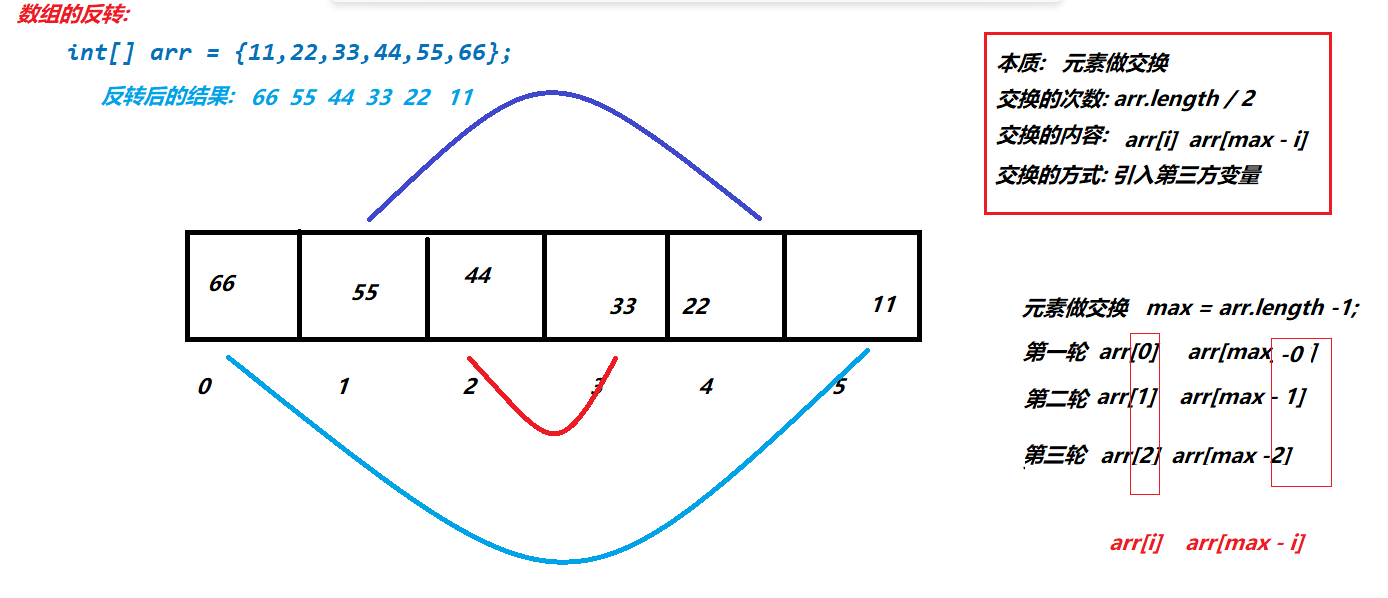 数组的反转:
int[] arr = {11,22,33,44,55,66};
反转后的结果: 66 55 44 33 22 11
本质: 元素做交换
交换的次数: arr.length / 2
交换的内容: arr[i] arr[max - i]
交换的方式: 引入第三方变量
66 55 44 33 22 11
0 1 2 3 4 5
元素做交换 max = arr.length -1;
第一轮 arr[0] arr[max -0 ]
第二轮 arr[1] arr[max - 1]
第三轮 arr[2] arr[max -2]
arr[i] arr[max - i]